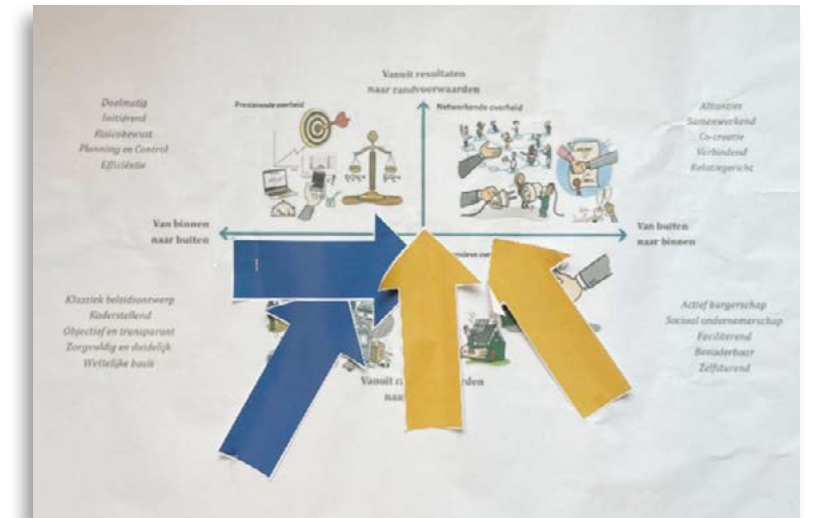 Vanuit resultaten
naar randvoorwaarden
Doelmatig
Initiërend
Risicobewust
Planning en Control
Efficiëntie
Presterende overheid
Netwerkende overheid
Allianties
Samenwerkend
Co-creatie
Verbindend
Relatiegericht
Van binnen
naar buiten
Van buiten
naar binnen
Klassiek beleidsontwerp
Kaderstellend
Objectief en transparant
Zorgvuldig en duidelijk
Wettelijke basis
Actief burgerschap
Sociaal ondernemerschap
Faciliterend
Benaderbaar
Zelfsturend
Vanuit